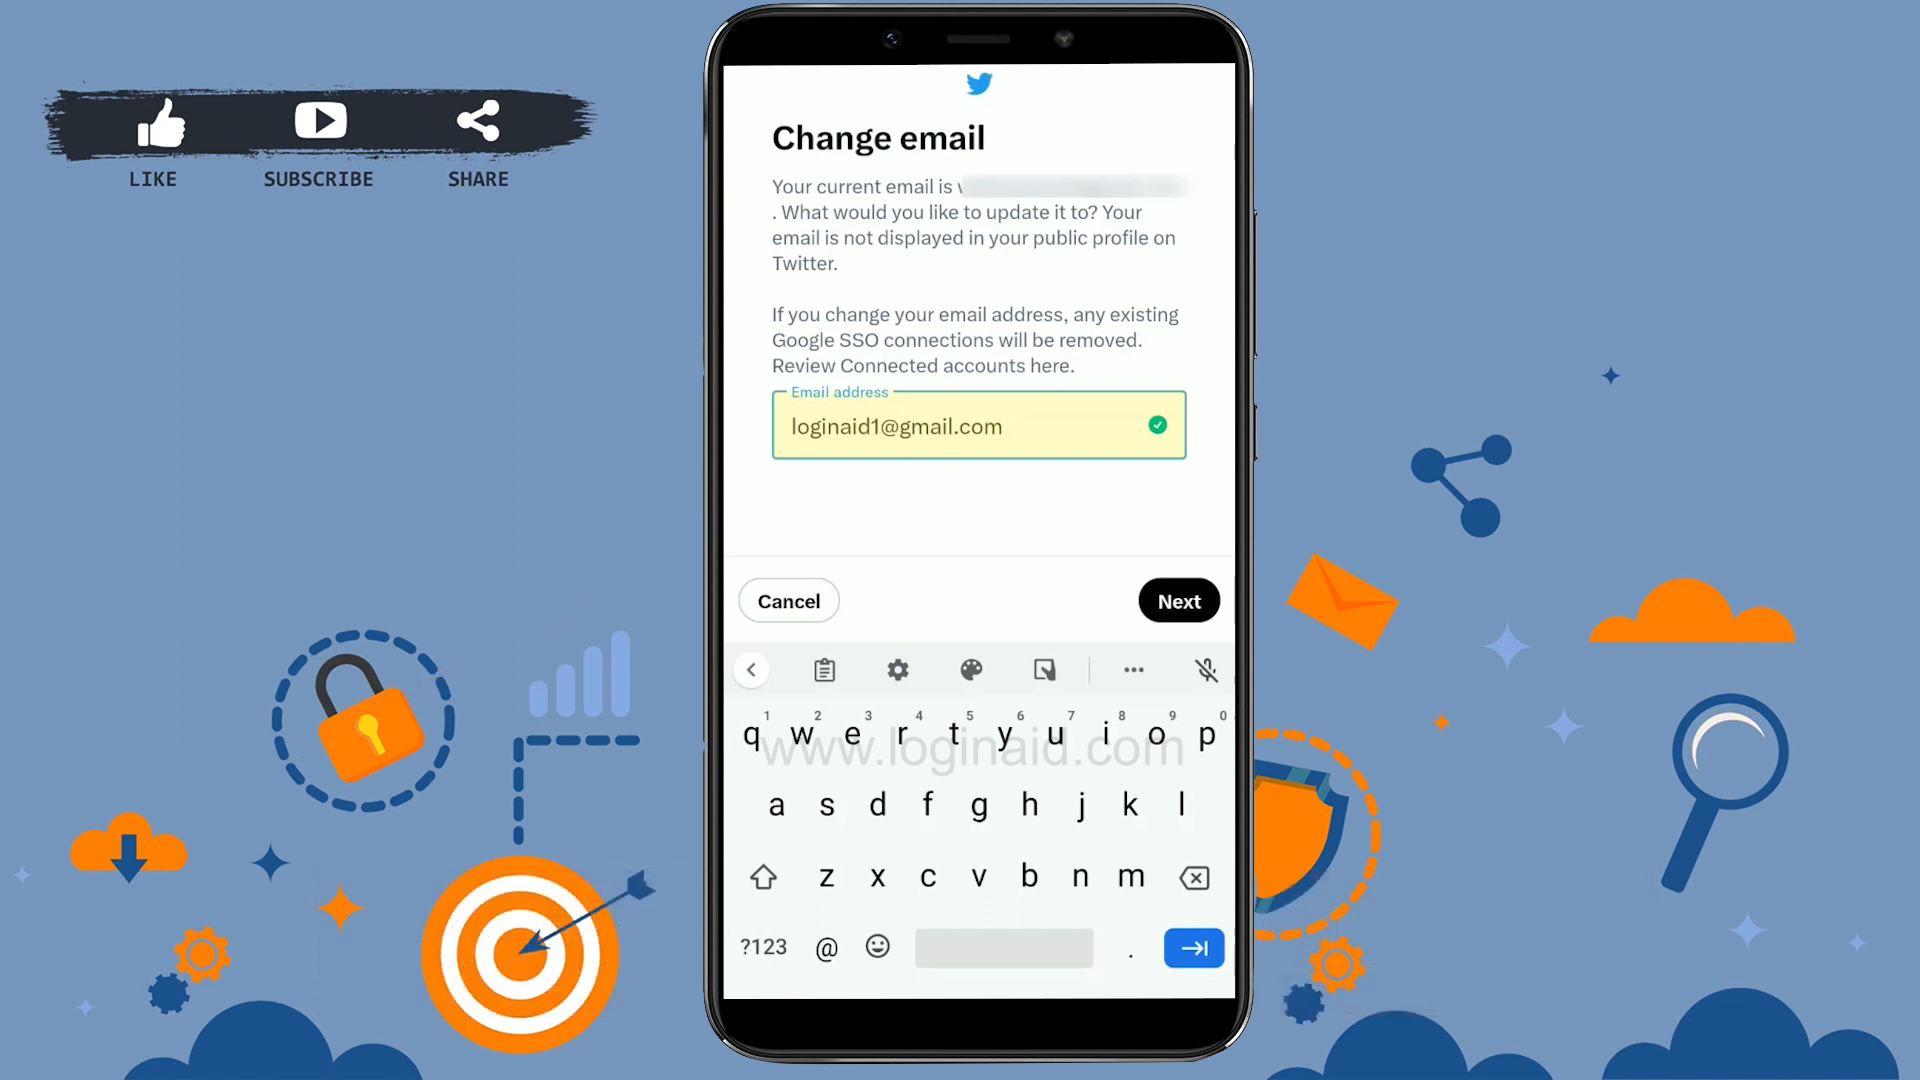 LIKE SUBSCRIBE SHARE
Change email
Your current email is
. What would you like to update it to? Your
email is not displayed in your public profile on
Twitter.
If you change your email address, any existing
Google SSO connections will be removed.
Review Connected accounts here.
Email address
loginaid1@gmail.com
Cancel Next
1 2 3 4 5 6 7 8 9 0
q w e r t y u i o p
www.loginaid.com
a s d f g h j k l
z x c v b n m
?123 @ .